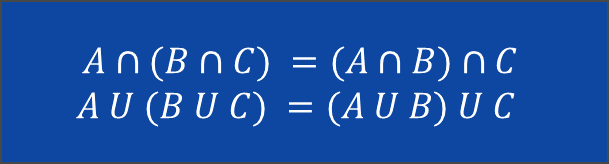 A ∩ (B ∩ C) = (A ∩ B) ∩ C
A U (B U C) = (A U B) U C